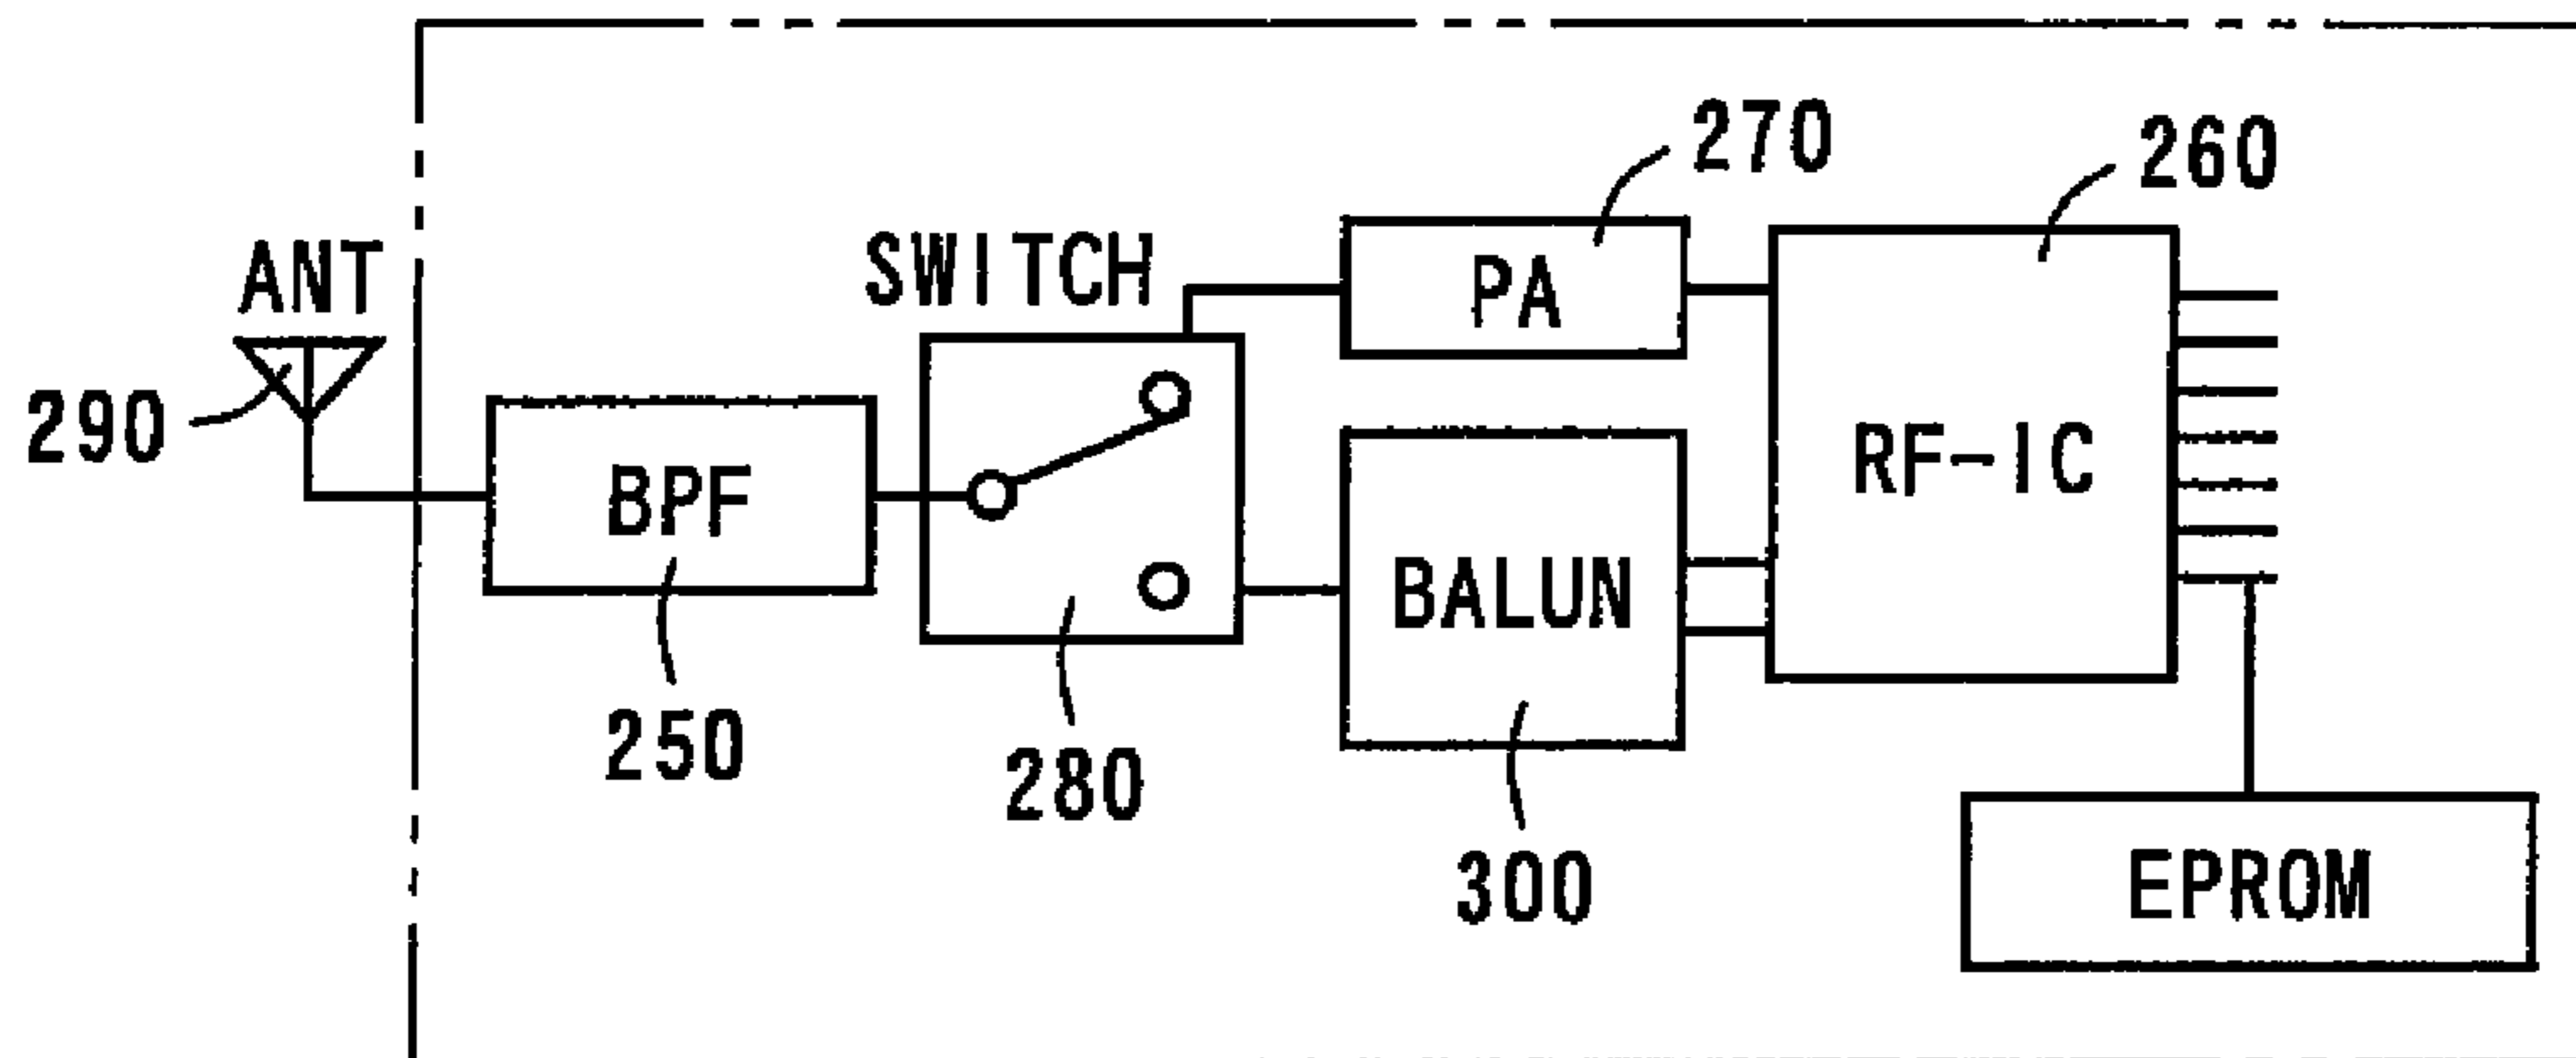 270
260
SWITCH
ANT
PA
290
BPF
RF-IC
BALUN
250
280
300
EPROM